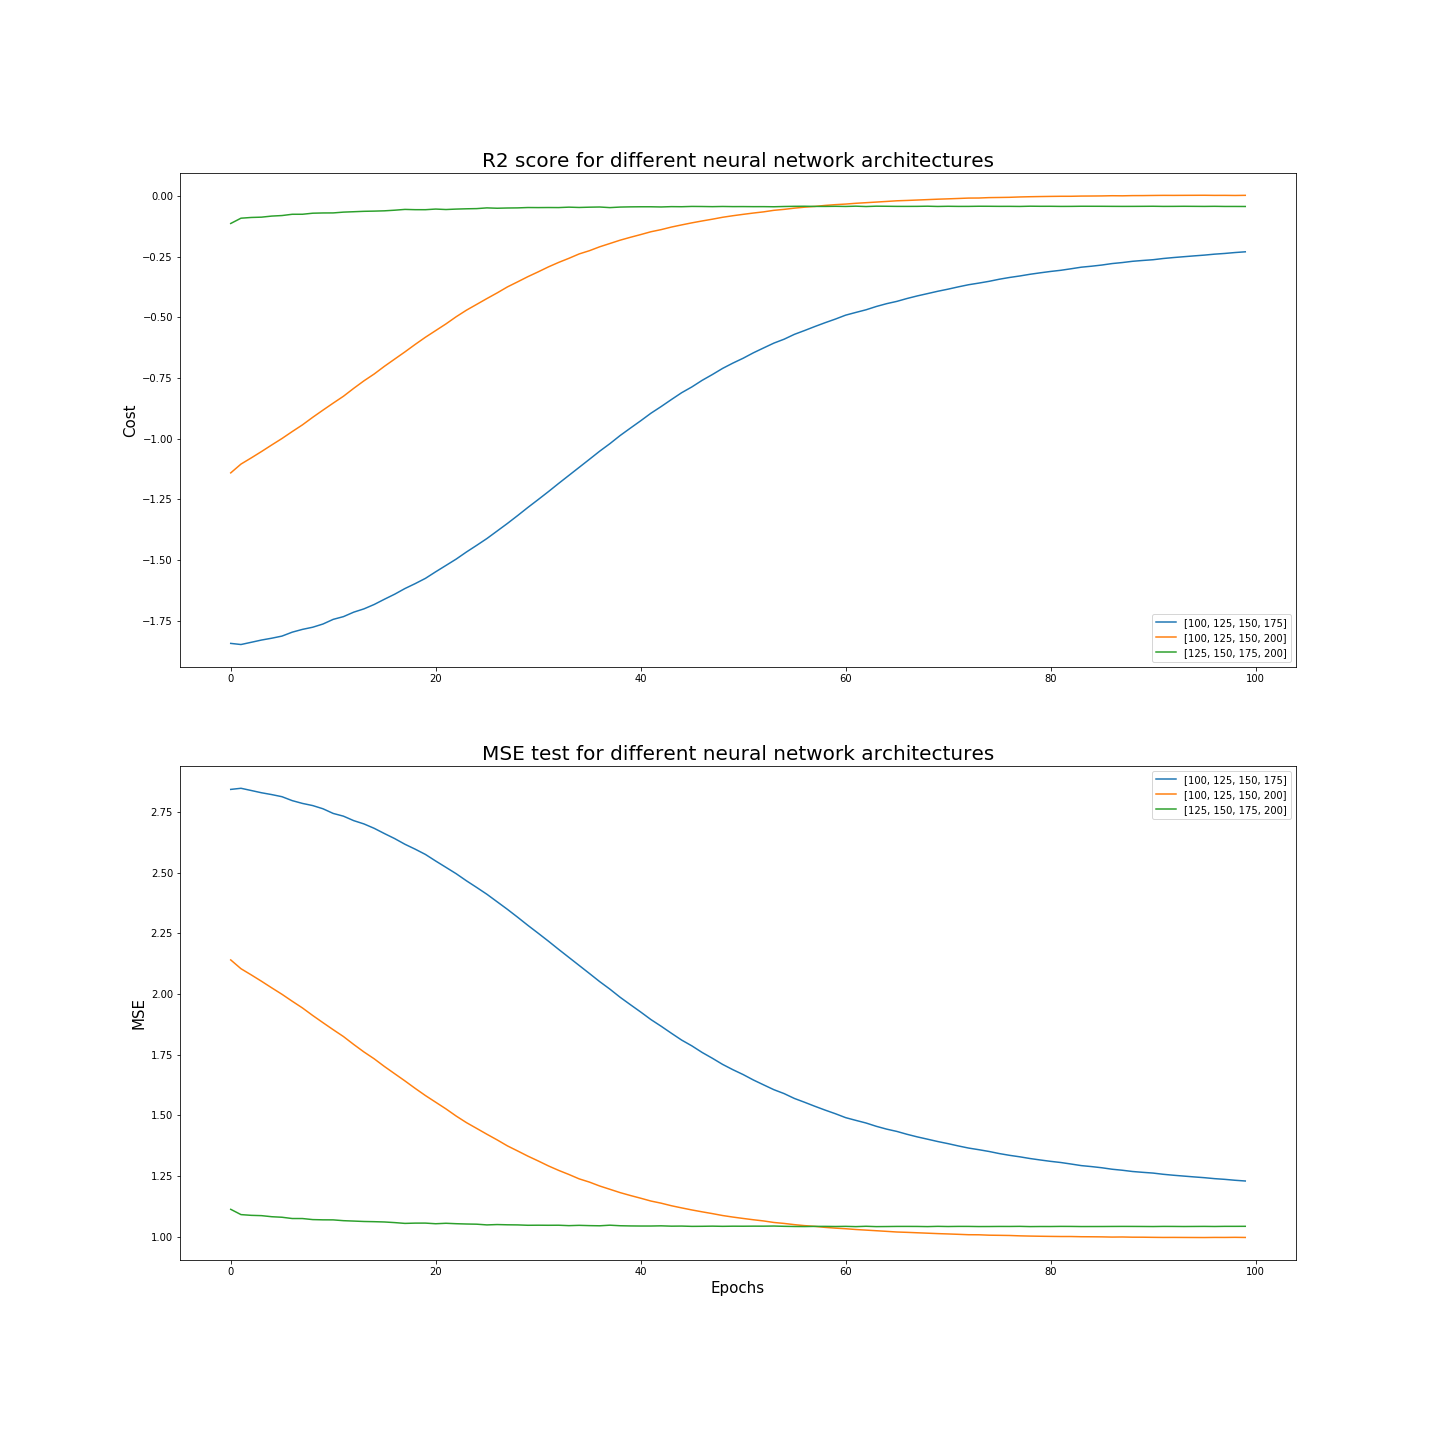 R2 score for different neural network architectures
0.00
−0.25
−0.50
−0.75
−1.00
−1.25
−1.50
−1.75
Cost
[100, 125, 150, 175]
[100, 125, 150, 200]
[125, 150, 175, 200]
0 20 40 60 80 100
MSE test for different neural network architectures
[100, 125, 150, 175]
[100, 125, 150, 200]
[125, 150, 175, 200]
2.75
2.50
2.25
2.00
1.75
1.50
1.25
1.00
MSE
0 20 40 60 80 100
Epochs